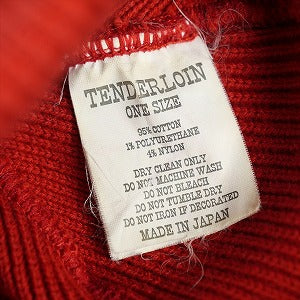 TENDERLOIN
ONE SIZE
95% COTTON
1% POLYURETHANE
4% NYLON
DRY CLEAN ONLY
DO NOT MACHINE WASH
DO NOT BLEACH
DO NOT TUMBLE DRY
DO NOT IRON IF DECORATED
MADE IN JAPAN